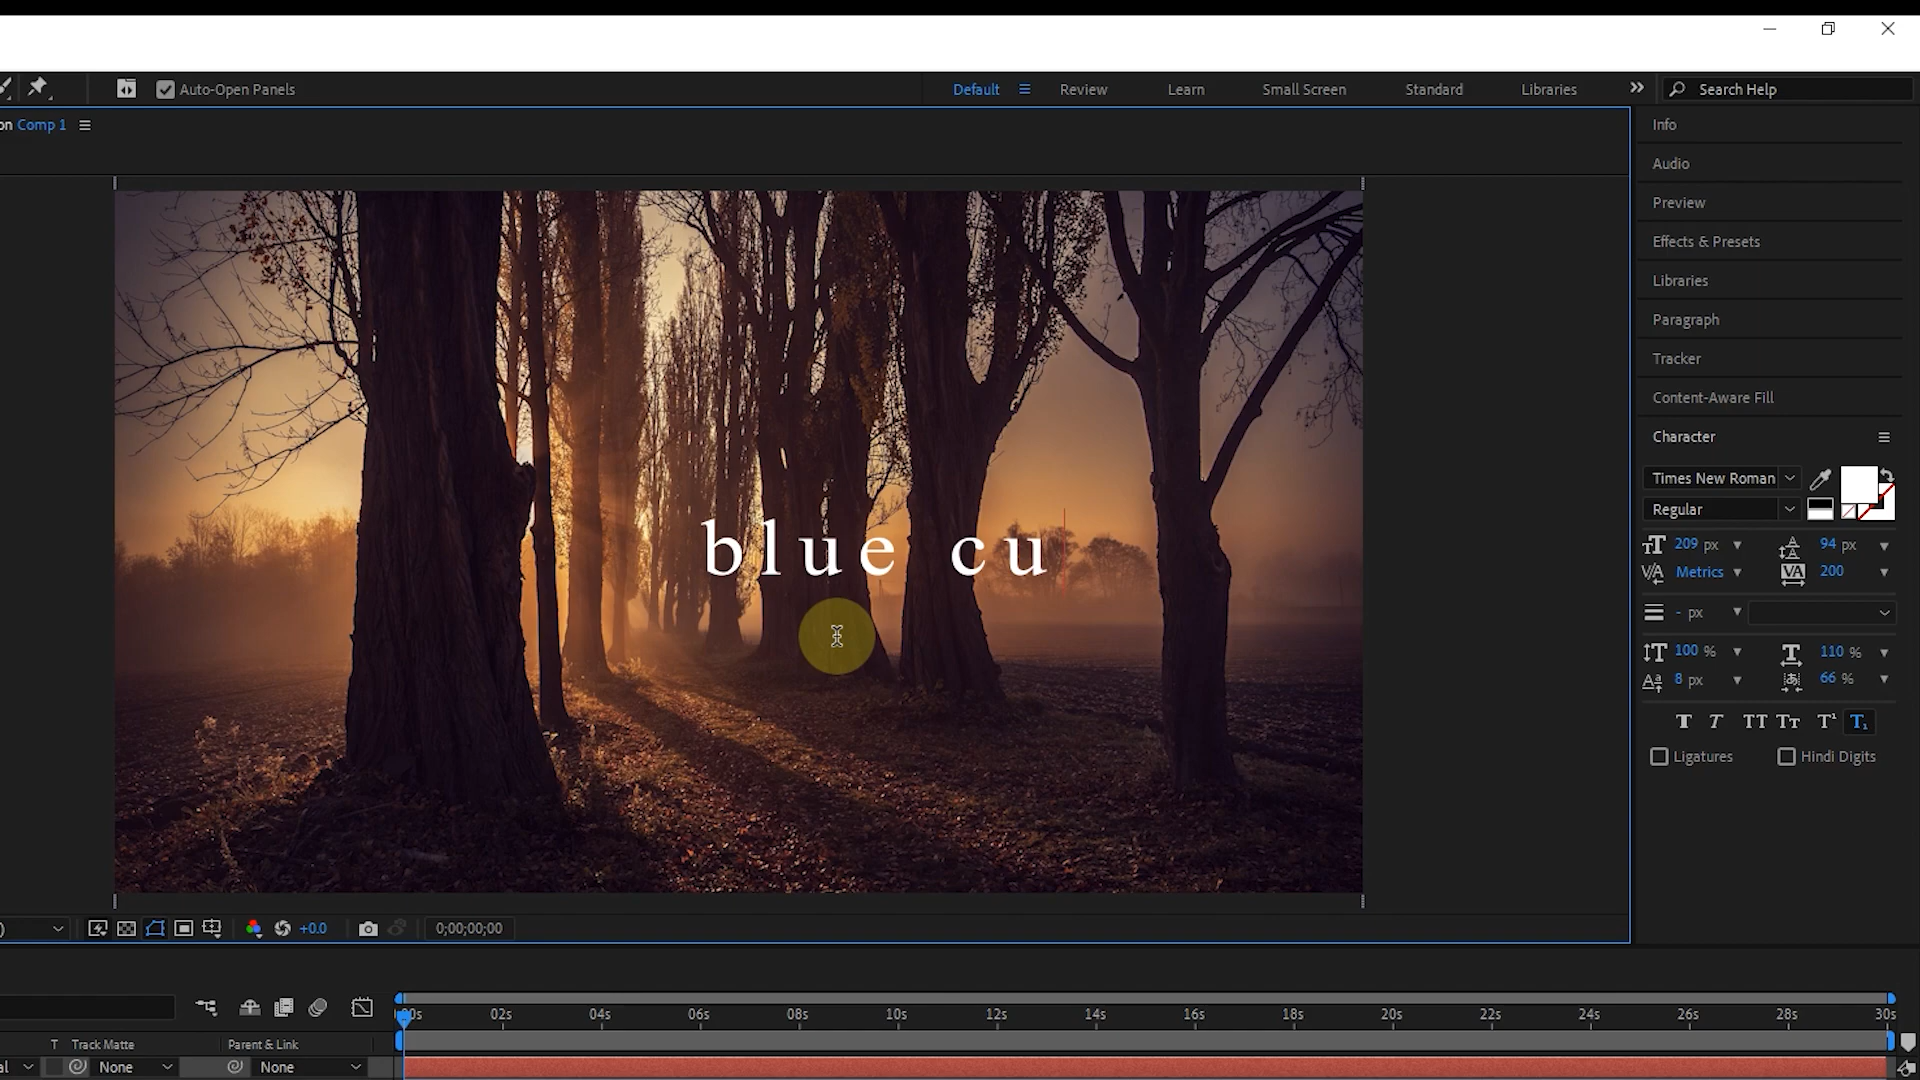 Auto-Open Panels
Default
Review
Learn
Small Screen
Standard
Libraries
Search Help
on Comp 1
Info
Audio
Preview
Effects & Presets
Libraries
Paragraph
Tracker
Content-Aware Fill
Character
Times New Roman
Regular
209 px
94 px
Metrics
200
- px
100 %
110 %
8 px
66 %
Ligatures
Hindi Digits
blue cu
+0.0
0;00;00;00
00s
02s
04s
06s
08s
10s
12s
14s
16s
18s
20s
22s
24s
26s
28s
30s
T Track Matte
Parent & Link
al
None
None